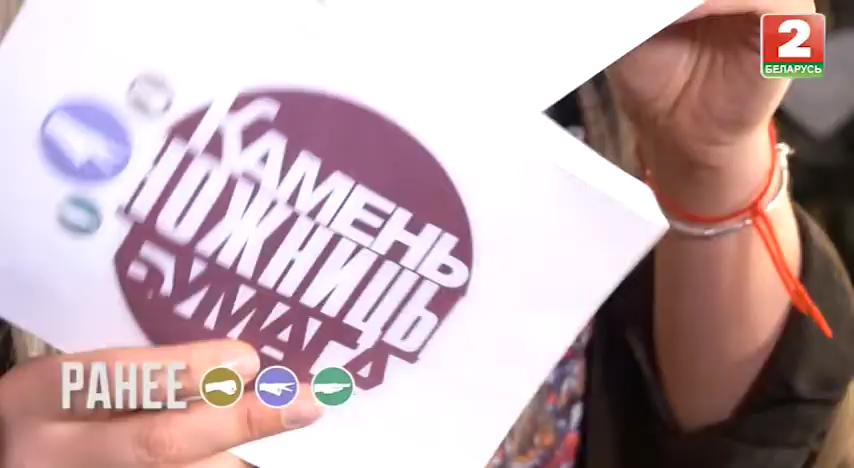 2
БЕЛАРУСЬ
КАМЕНЬ
НОЖНИЦЫ
БУМАГА
РАНЕЕ